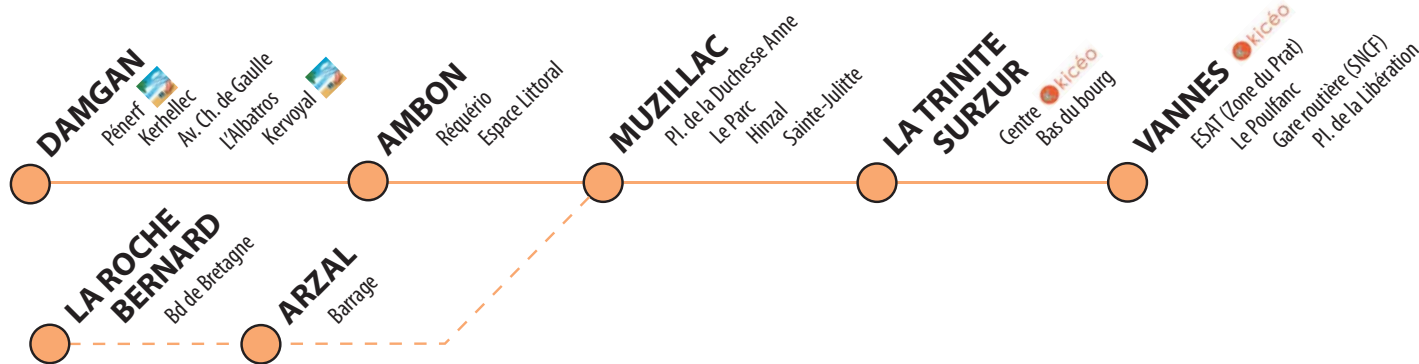 DAMGAN
Pénerf
Kerhellec
Av. Ch. de Gaulle
L'Albatros
Kervoyal
AMBON
Réquério
Espace Littoral
MUZILLAC
Pl. de la Duchesse Anne
Le Parc
Hinzal
Sainte-Julitte
LA TRINITE
SURZUR
Centre kicéo
Bas du bourg
VANNES kicéo
ESAT (Zone du Prat)
Le Poulfanc
Gare routière (SNCF)
Pl. de la Libération
LA ROCHE
BERNARD
Bd de Bretagne
ARZAL
Barrage